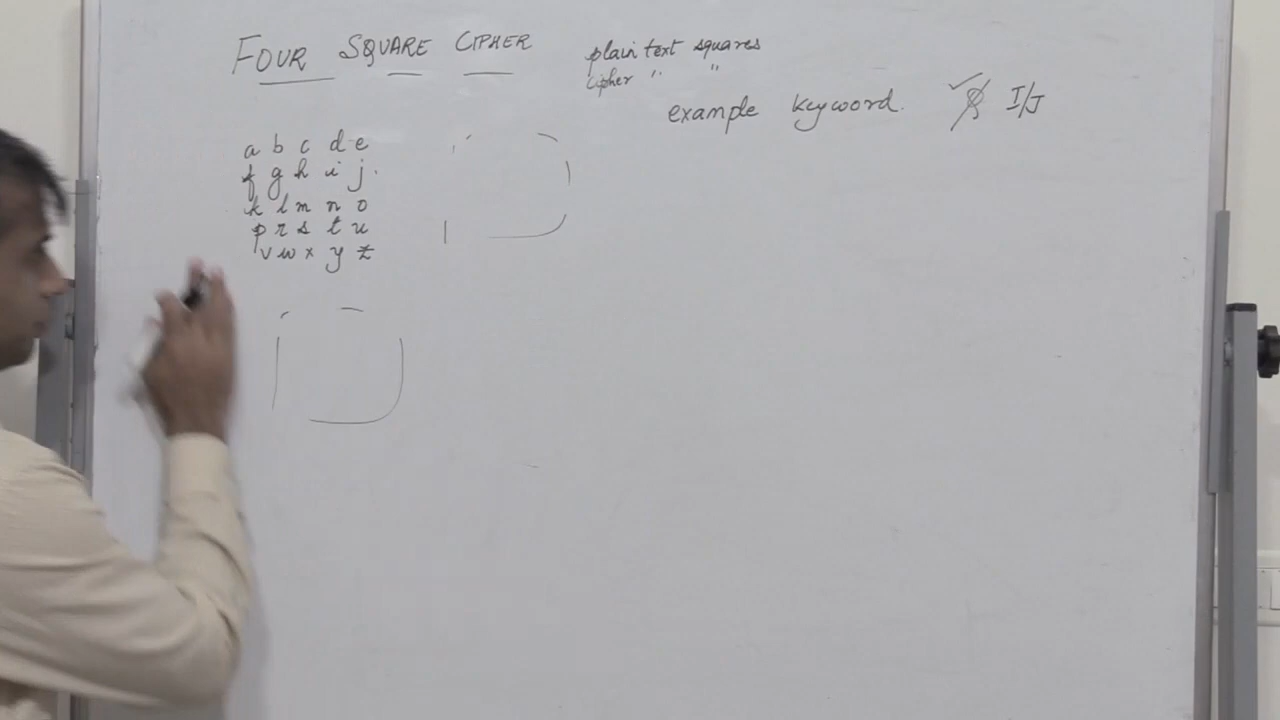 FOUR SQUARE CIPHER
plain text squares
cipher " "
example keyword. ✓ Q I/J
a b c d e
f g h i j.
k l m n o
p r s t u
v w x y z